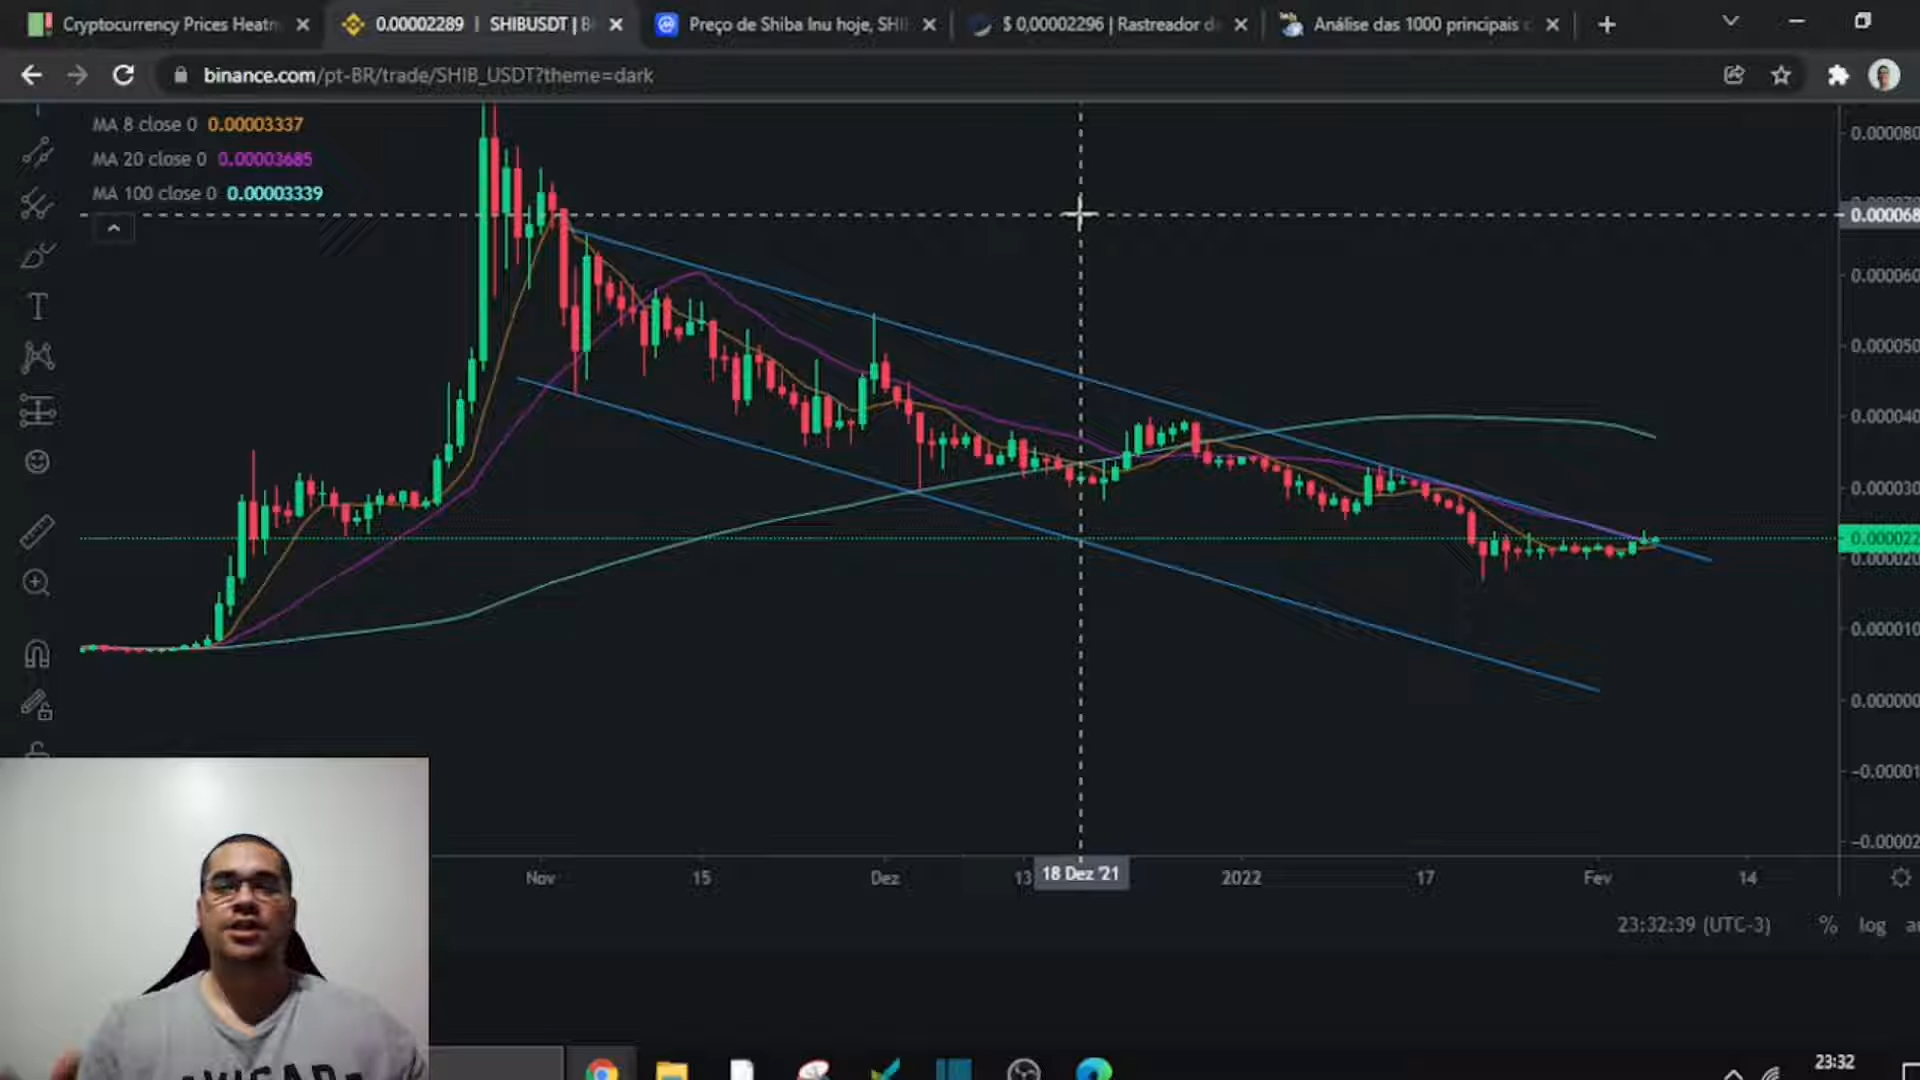 Cryptocurrency Prices Heatm
0.00002289 | SHIBUSDT | B
Preço de Shiba Inu hoje, SHI
$ 0,00002296 | Rastreador d
Análise das 1000 principais
binance.com/pt-BR/trade/SHIB_USDT?theme=dark
MA 8 close 0 0.00003337
MA 20 close 0 0.00003685
MA 100 close 0 0.00003339
0.000080
0.000068
0.000060
0.000050
0.000040
0.000030
0.000022
0.000020
0.000010
0.000000
-0.00001
-0.00002
Nov 15 Dez 13 18 Dez '21 2022 17 Fev 14
23:32:39 (UTC-3) % log
23:32